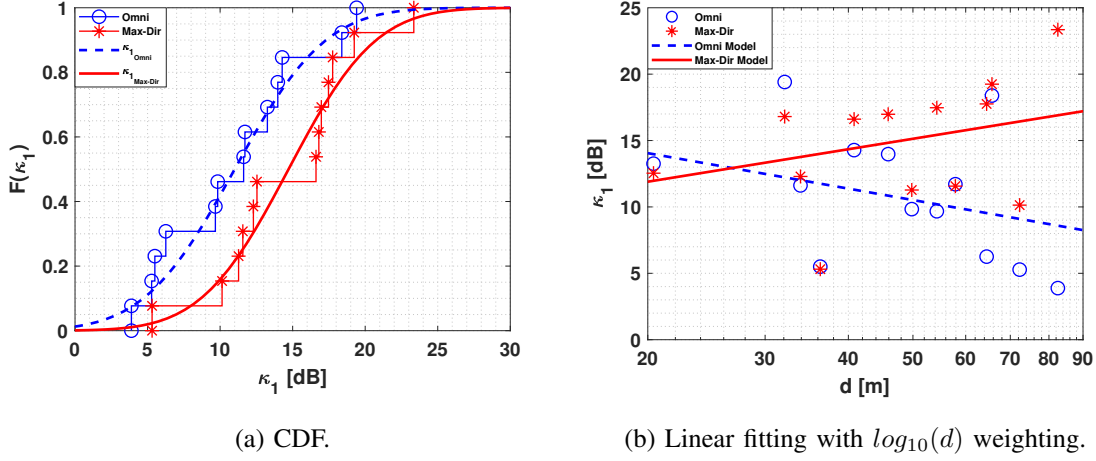 1
0.8
0.6
0.4
0.2
0
F(κ1)
0 5 10 15 20 25 30
κ1 [dB]
Omni
Max-Dir
κ1Omni
κ1Max-Dir
(a) CDF.
25
20
15
10
5
0
κ1 [dB]
20 30 40 50 60 70 80 90
d [m]
Omni
Max-Dir
Omni Model
Max-Dir Model
(b) Linear fitting with log10(d) weighting.